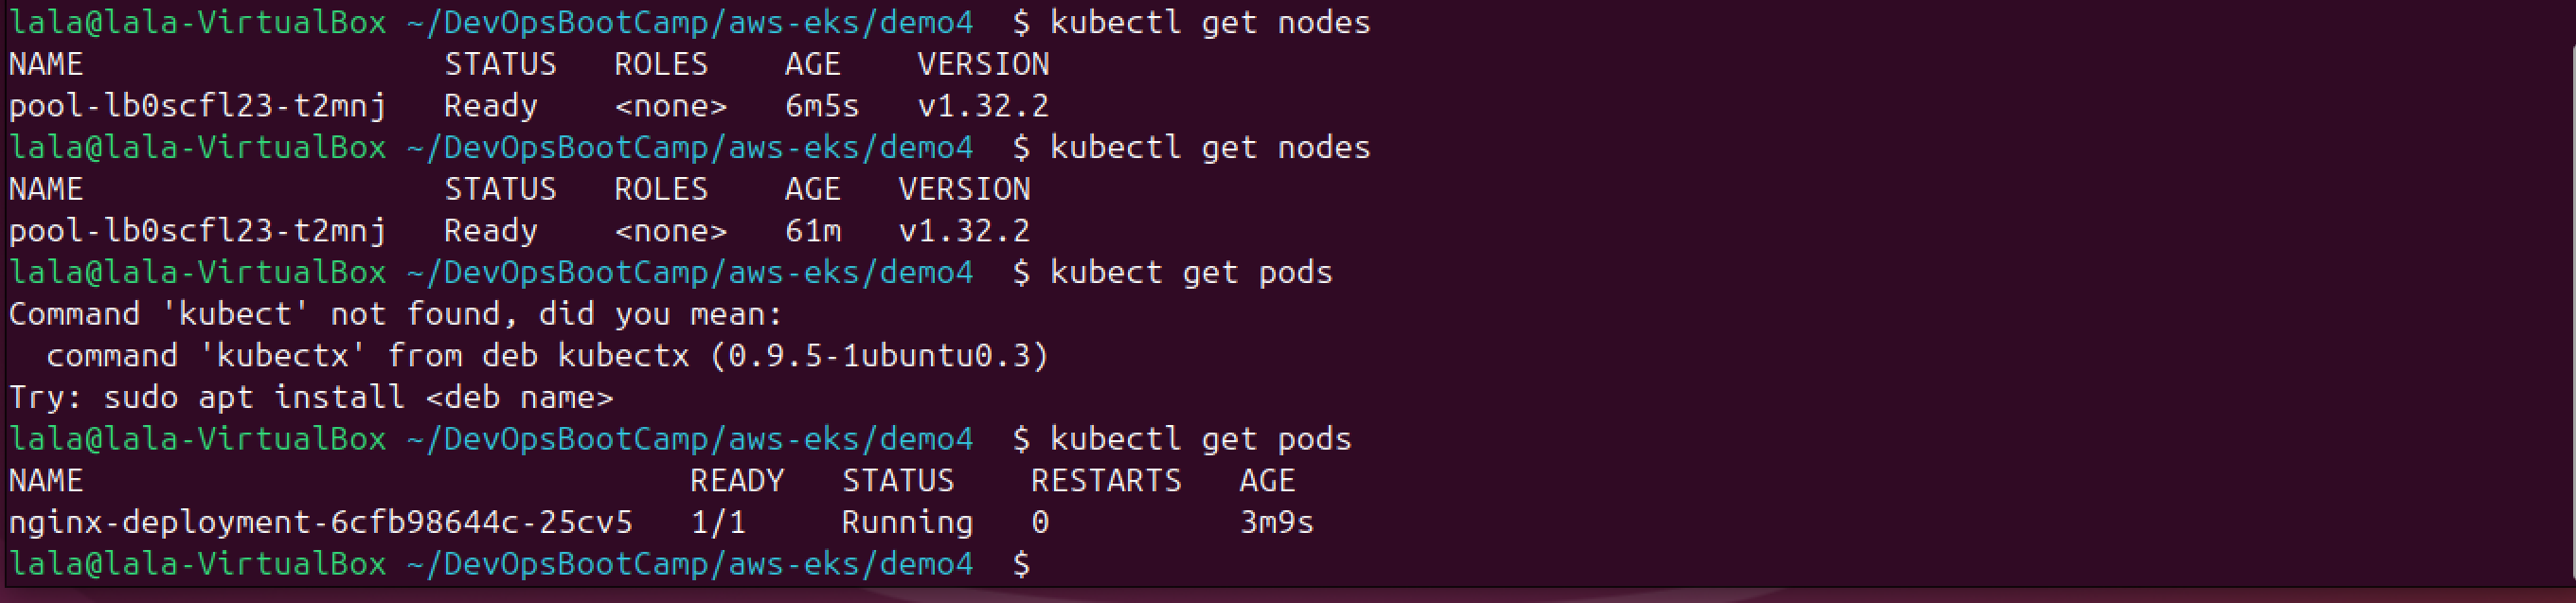 lala@lala-VirtualBox ~/DevOpsBootCamp/aws-eks/demo4  $ kubectl get nodes
NAME                   STATUS   ROLES    AGE    VERSION
pool-lb0scfl23-t2mnj   Ready    <none>   6m5s   v1.32.2
lala@lala-VirtualBox ~/DevOpsBootCamp/aws-eks/demo4  $ kubectl get nodes
NAME                   STATUS   ROLES    AGE   VERSION
pool-lb0scfl23-t2mnj   Ready    <none>   61m   v1.32.2
lala@lala-VirtualBox ~/DevOpsBootCamp/aws-eks/demo4  $ kubect get pods
Command 'kubect' not found, did you mean:
  command 'kubectx' from deb kubectx (0.9.5-1ubuntu0.3)
Try: sudo apt install <deb name>
lala@lala-VirtualBox ~/DevOpsBootCamp/aws-eks/demo4  $ kubectl get pods
NAME                                READY   STATUS    RESTARTS   AGE
nginx-deployment-6cfb98644c-25cv5   1/1     Running   0          3m9s
lala@lala-VirtualBox ~/DevOpsBootCamp/aws-eks/demo4  $